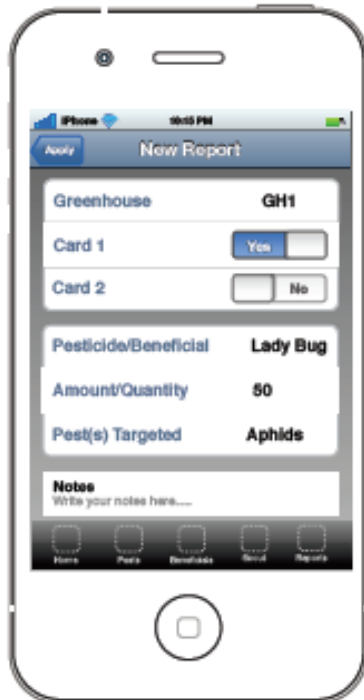 iPhone 10:15 PM
Apply New Report
Greenhouse GH1
Card 1 Yes
Card 2 No
Pesticide/Beneficial Lady Bug
Amount/Quantity 50
Pest(s) Targeted Aphids
Notes
Write your notes here.....
Home Pests Beneficials Scout Reports